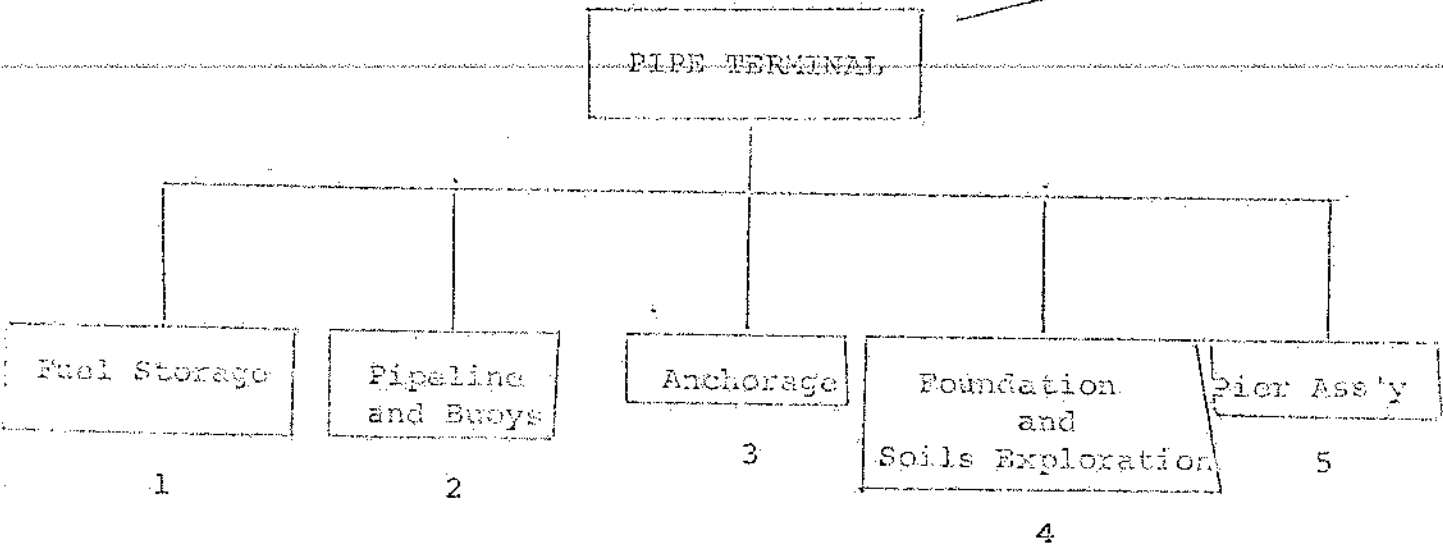 PIPE TERMINAL
Fuel Storage
Pipeline
and Buoys
Anchorage
Foundation
and
Soils Exploration
Pier Ass'y
1
2
3
4
5